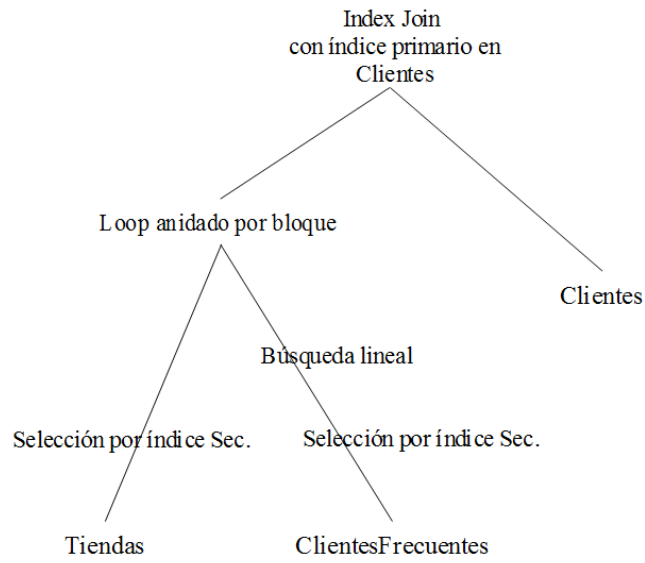 Index Join
con índice primario en
Clientes
Loop anidado por bloque
Clientes
Búsqueda lineal
Selección por índice Sec.
Selección por índice Sec.
Tiendas
ClientesFrecuentes